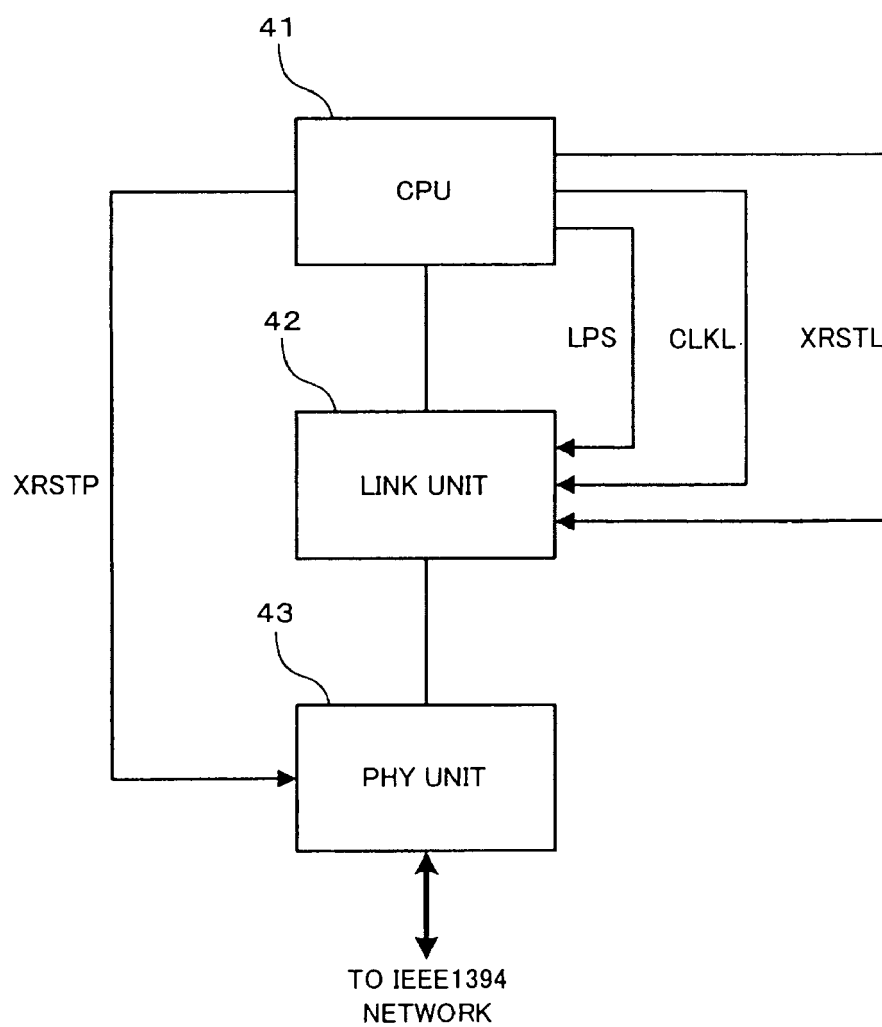 41
CPU
42
LPS
CLKL
XRSTL
XRSTP
LINK UNIT
43
PHY UNIT
TO IEEE1394
NETWORK